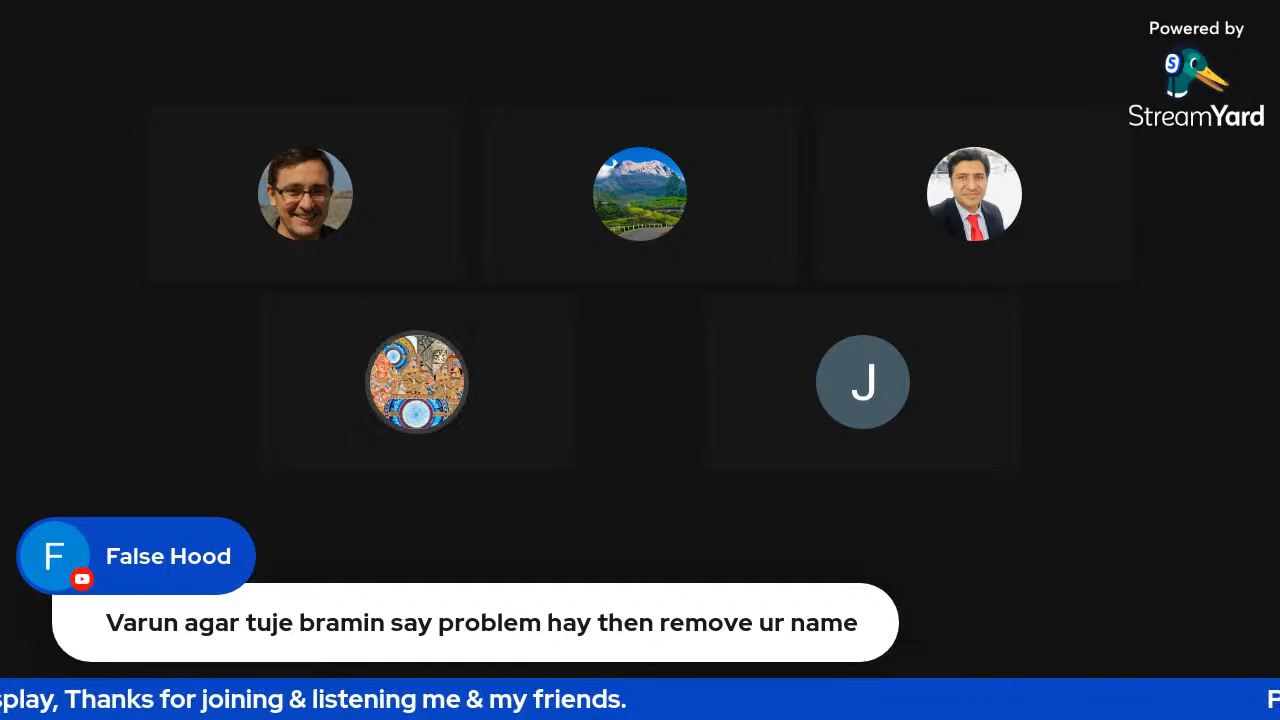 Powered by
S
StreamYard
J
F
False Hood
Varun agar tuje bramin say problem hay then remove ur name
splay, Thanks for joining & listening me & my friends.
P